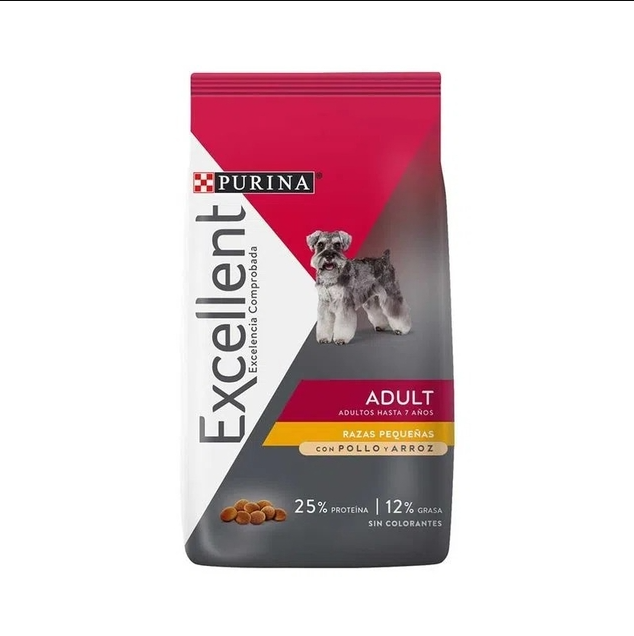 PURINA®
Excellent
Excelencia Comprobada
ADULT
ADULTOS HASTA 7 AÑOS
RAZAS PEQUEÑAS
CON POLLO Y ARROZ
25% PROTEÍNA | 12% GRASA
SIN COLORANTES